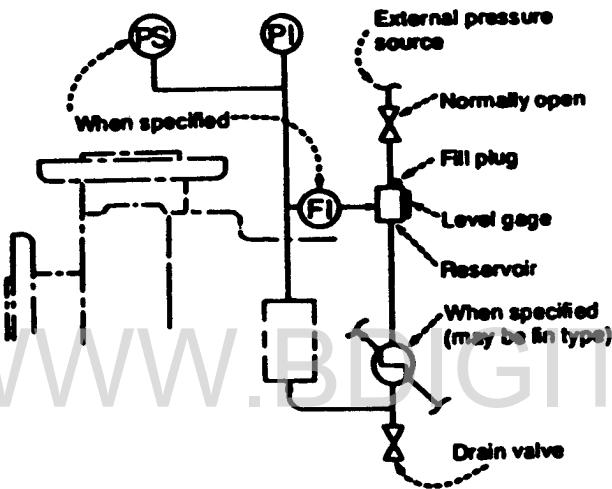 PS
PI
External pressure
source
Normally open
When specified
Fill plug
FI
Level gage
Reservoir
When specified
(may be fin type)
WWW.BDIGIT
Drain valve